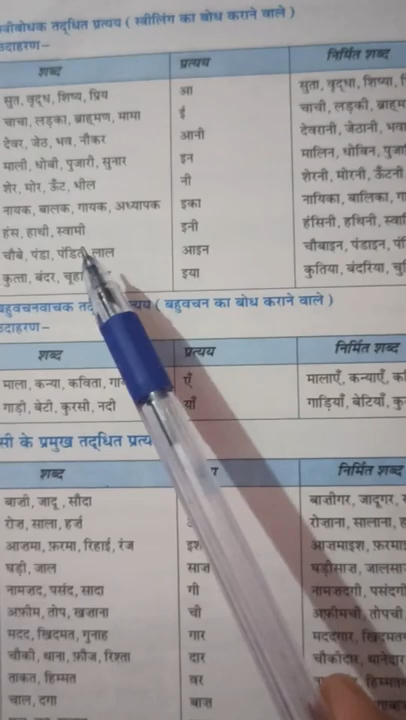 स्त्रीबोधक तद्धित प्रत्यय ( स्त्रीलिंग का बोध कराने वाले )
उदाहरण–
शब्द प्रत्यय निर्मित शब्द
सुत, वृद्ध, शिष्य, प्रिय आ सुता, वृद्धा, शिष्या,
चाचा, लड़का, ब्राह्मण, मामा ई चाची, लड़की,
देवर, जेठ, भव, नौकर आनी देवरानी, जेठानी,
माली, धोबी, पुजारी, सुनार इन मालिन, धोबिन,
शेर, मोर, ऊँट, भील नी शेरनी, मोरनी, ऊँटनी
नायक, बालक, गायक, अध्यापक इका नायिका, बालिका,
हंस, हाथी, स्वामी इनी हंसिनी, हथिनी,
चौबे, पंडा, पंडित, लाल आइन चौबाइन, पंडाइन,
कुत्ता, बंदर, चूहा इया कुतिया, बंदरिया,
बहुवचनवाचक प्रत्यय ( बहुवचन का बोध कराने वाले )
उदाहरण–
शब्द प्रत्यय निर्मित शब्द
माला, कन्या, कविता, एँ मालाएँ, कन्याएँ,
गाड़ी, बेटी, कुरसी, नदी याँ गाड़ियाँ, बेटियाँ,
के प्रमुख तद्धित
शब्द निर्मित शब्द
बाज़ी, जादू, सौदा बाज़ीगर, जादूगर,
रोज़, साला, हर्ज रोज़ाना, सालाना,
आज़मा, फ़रमा, रिहाई, रंज आज़माइश,
घड़ी, जाल साज़ घड़ीसाज़,
नामज़द, पसंद, सादा गी नामज़दगी,
अफ़ीम, तोप, खज़ाना ची अफ़ीमची, तोपची
मदद, खिदमत, गुनाह गार मददगार,
चौकी, थाना, फ़ौज, रिश्ता दार चौकीदार, थानेदार
ताकत, हिम्मत वर
चाल, दगा बाज़